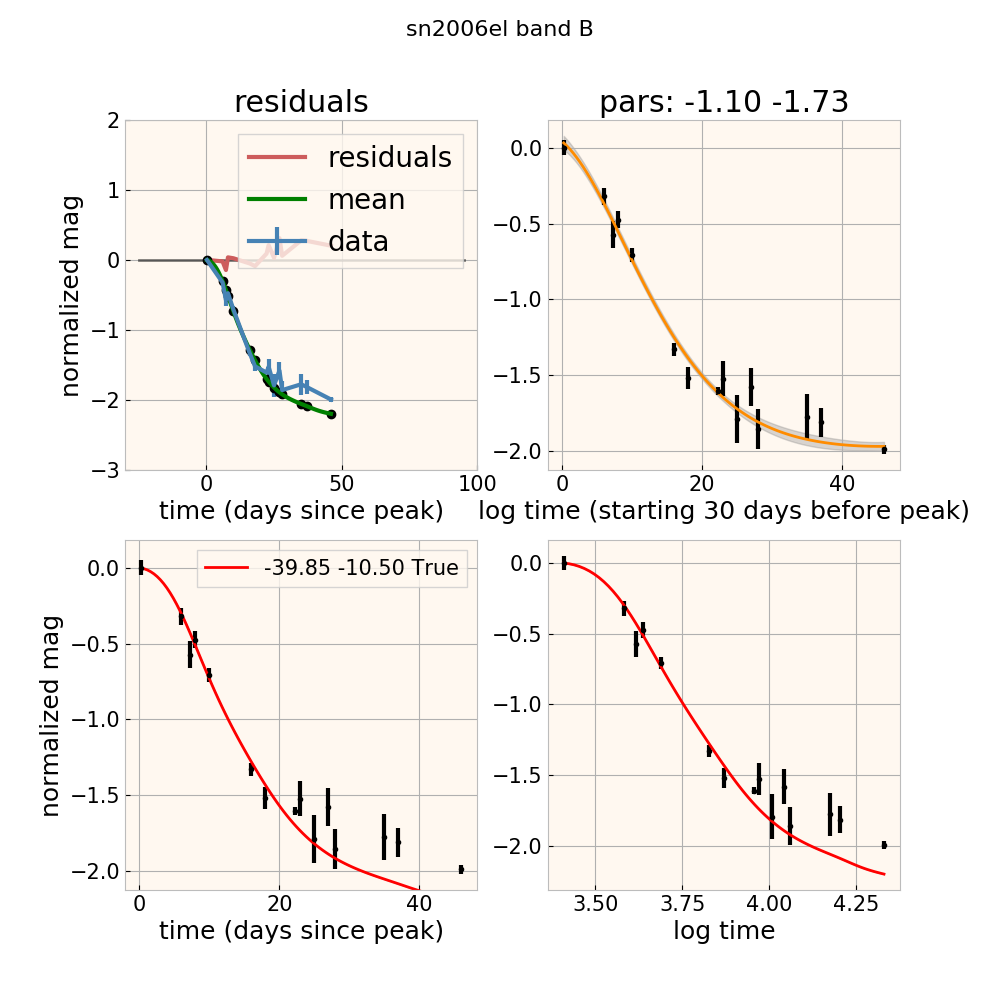 sn2006el band B
residuals
pars: -1.10 -1.73
2
1
0
−1
−2
−3
normalized mag
residuals
mean
data
0
50
100
time (days since peak)
0.0
−0.5
−1.0
−1.5
−2.0
0
20
40
log time (starting 30 days before peak)
0.0
−0.5
−1.0
−1.5
−2.0
normalized mag
-39.85 -10.50 True
0
20
40
time (days since peak)
0.0
−0.5
−1.0
−1.5
−2.0
3.50
3.75
4.00
4.25
log time